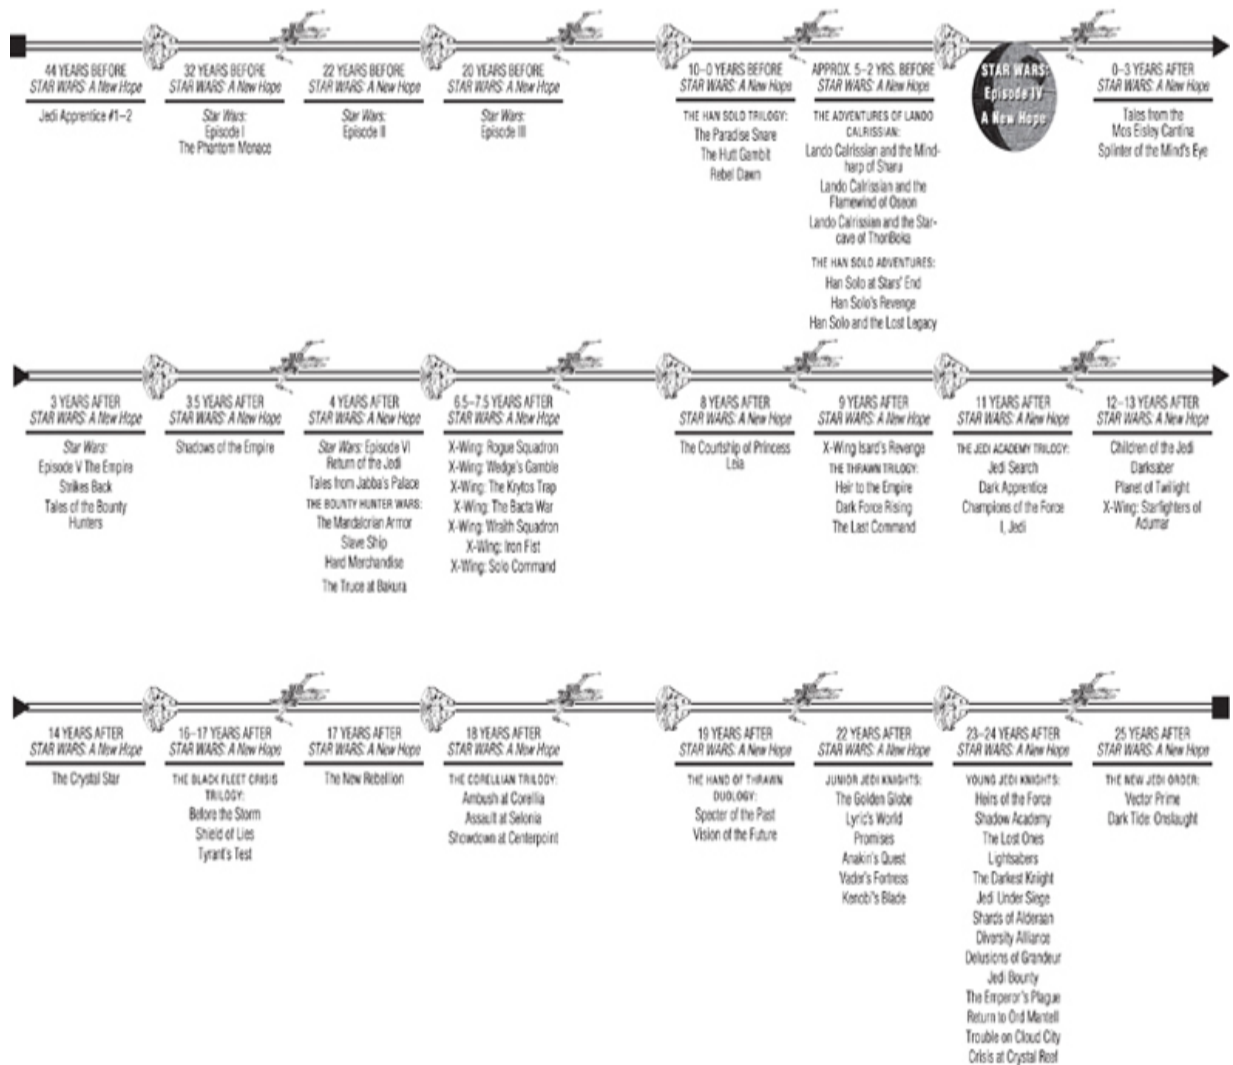 44 YEARS BEFORE
STAR WARS: A New Hope
Jedi Apprentice #1–2
32 YEARS BEFORE
STAR WARS: A New Hope
Star Wars:
Episode I
The Phantom Menace
22 YEARS BEFORE
STAR WARS: A New Hope
Star Wars:
Episode II
20 YEARS BEFORE
STAR WARS: A New Hope
Star Wars:
Episode III
10–0 YEARS BEFORE
STAR WARS: A New Hope
THE HAN SOLO TRILOGY:
The Paradise Snare
The Hutt Gambit
Rebel Dawn
APPROX. 5–2 YRS. BEFORE
STAR WARS: A New Hope
THE ADVENTURES OF LANDO
CALRISSIAN:
Lando Calrissian and the Mind-
harp of Sharu
Lando Calrissian and the
Flamewind of Oseon
Lando Calrissian and the Star-
cave of ThonBoka
THE HAN SOLO ADVENTURES:
Han Solo at Stars' End
Han Solo's Revenge
Han Solo and the Lost Legacy
STAR WARS:
Episode IV
A New Hope
0–3 YEARS AFTER
STAR WARS: A New Hope
Tales from the
Mos Eisley Cantina
Splinter of the Mind's Eye
3 YEARS AFTER
STAR WARS: A New Hope
Star Wars:
Episode V The Empire
Strikes Back
Tales of the Bounty
Hunters
3.5 YEARS AFTER
STAR WARS: A New Hope
Shadows of the Empire
4 YEARS AFTER
STAR WARS: A New Hope
Star Wars: Episode VI
Return of the Jedi
Tales from Jabba's Palace
THE BOUNTY HUNTER WARS:
The Mandalorian Armor
Slave Ship
Hard Merchandise
The Truce at Bakura
6.5–7.5 YEARS AFTER
STAR WARS: A New Hope
X-Wing: Rogue Squadron
X-Wing: Wedge's Gamble
X-Wing: The Krytos Trap
X-Wing: The Bacta War
X-Wing: Wraith Squadron
X-Wing: Iron Fist
X-Wing: Solo Command
8 YEARS AFTER
STAR WARS: A New Hope
The Courtship of Princess
Leia
9 YEARS AFTER
STAR WARS: A New Hope
X-Wing Isard's Revenge
THE THRAWN TRILOGY:
Heir to the Empire
Dark Force Rising
The Last Command
11 YEARS AFTER
STAR WARS: A New Hope
THE JEDI ACADEMY TRILOGY:
Jedi Search
Dark Apprentice
Champions of the Force
I, Jedi
12–13 YEARS AFTER
STAR WARS: A New Hope
Children of the Jedi
Darksaber
Planet of Twilight
X-Wing: Starfighters of
Adumar
14 YEARS AFTER
STAR WARS: A New Hope
The Crystal Star
16–17 YEARS AFTER
STAR WARS: A New Hope
THE BLACK FLEET CRISIS
TRILOGY:
Before the Storm
Shield of Lies
Tyrant's Test
17 YEARS AFTER
STAR WARS: A New Hope
The New Rebellion
18 YEARS AFTER
STAR WARS: A New Hope
THE CORELLIAN TRILOGY:
Ambush at Corellia
Assault at Selonia
Showdown at Centerpoint
19 YEARS AFTER
STAR WARS: A New Hope
THE HAND OF THRAWN
DUOLOGY:
Specter of the Past
Vision of the Future
22 YEARS AFTER
STAR WARS: A New Hope
JUNIOR JEDI KNIGHTS:
The Golden Globe
Lyric's World
Promises
Anakin's Quest
Vader's Fortress
Kenobi's Blade
23–24 YEARS AFTER
STAR WARS: A New Hope
YOUNG JEDI KNIGHTS:
Heirs of the Force
Shadow Academy
The Lost Ones
Lightsabers
The Darkest Knight
Jedi Under Siege
Shards of Alderaan
Diversity Alliance
Delusions of Grandeur
Jedi Bounty
The Emperor's Plague
Return to Ord Mantell
Trouble on Cloud City
Crisis at Crystal Reef
25 YEARS AFTER
STAR WARS: A New Hope
THE NEW JEDI ORDER:
Vector Prime
Dark Tide: Onslaught